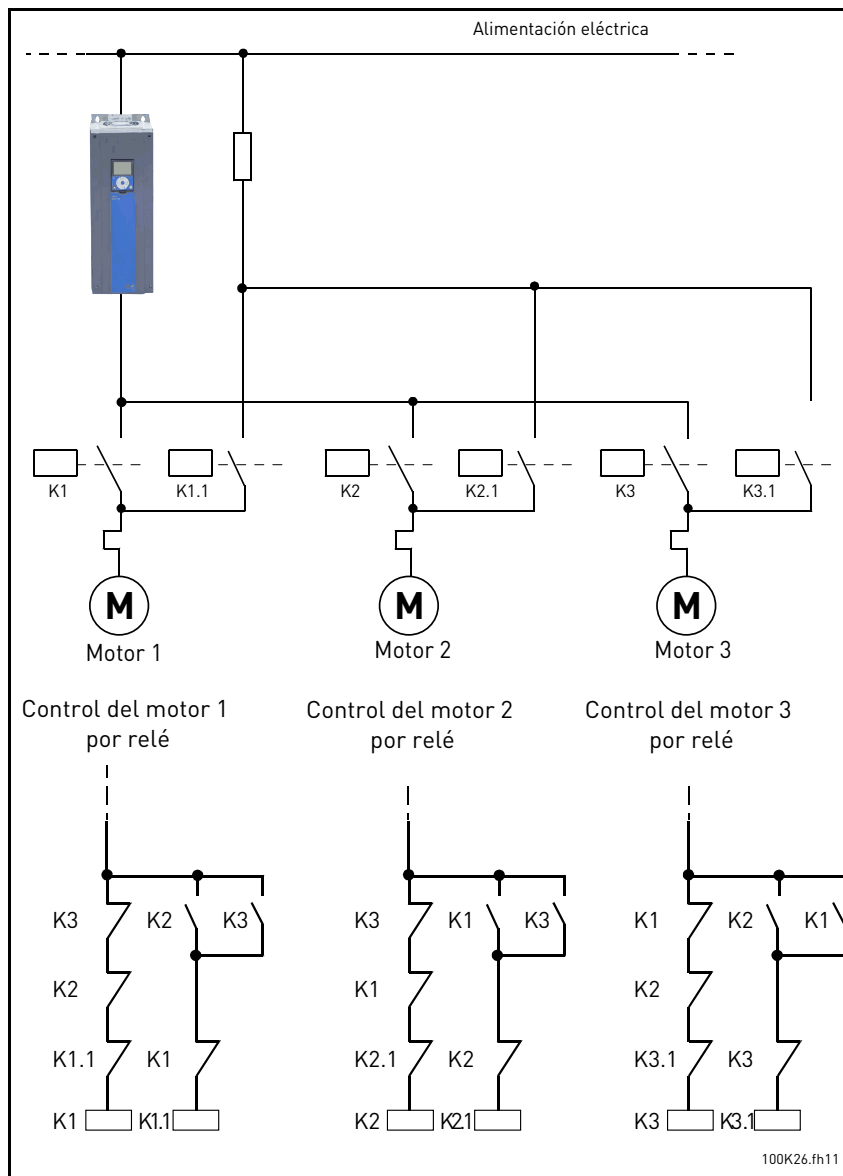 Alimentación eléctrica
K1
K1.1
K2
K2.1
K3
K3.1
M
M
M
Motor 1
Motor 2
Motor 3
Control del motor 1
por relé
Control del motor 2
por relé
Control del motor 3
por relé
K3
K2
K3
K2
K1.1
K1
K1
K1.1
K3
K1
K3
K1
K2.1
K2
K2
K2.1
K1
K2
K1
K2
K3.1
K3
K3
K3.1
100K26.fh11